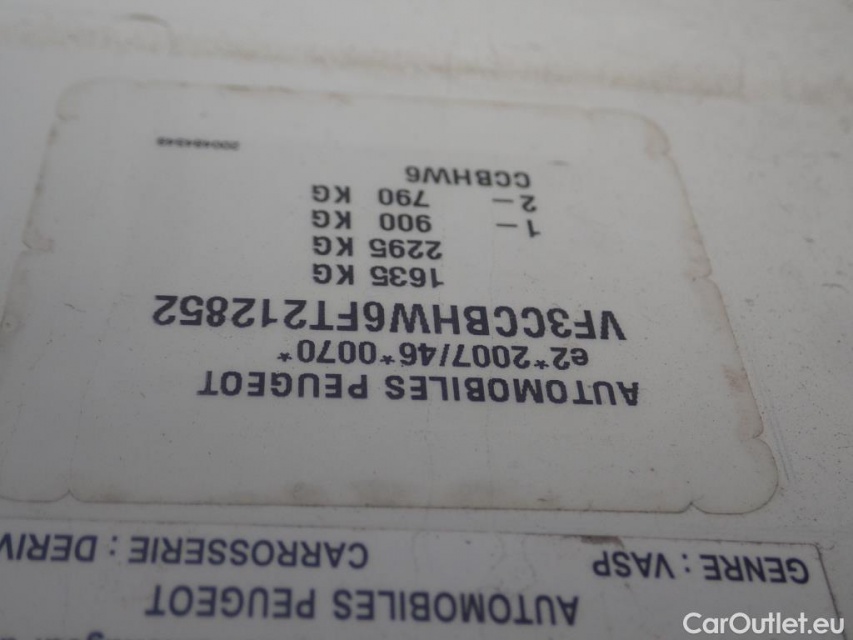 AUTOMOBILES PEUGEOT
GENRE : VASP CARROSSERIE : DERIV
AUTOMOBILES PEUGEOT
e2*2007/46*0070*
VF3CCBHW6FT212852
1635 KG
2295 KG
1– 900 KG
2– 790 KG
CCBHW6
CarOutlet.eu